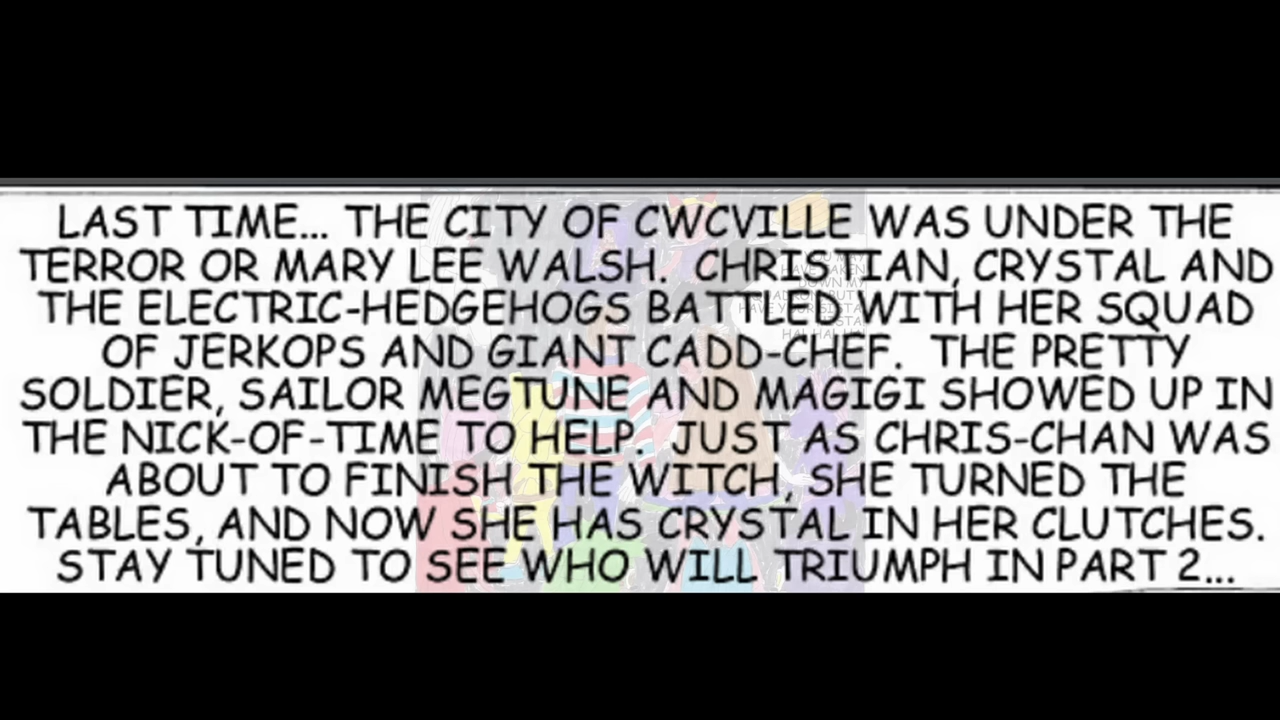 LAST TIME... THE CITY OF CWCVILLE WAS UNDER THE
TERROR OR MARY LEE WALSH. CHRISTIAN, CRYSTAL AND
THE ELECTRIC-HEDGEHOGS BATTLED WITH HER SQUAD
OF JERKOPS AND GIANT CADD-CHEF. THE PRETTY
SOLDIER, SAILOR MEGTUNE AND MAGIGI SHOWED UP IN
THE NICK-OF-TIME TO HELP. JUST AS CHRIS-CHAN WAS
ABOUT TO FINISH THE WITCH, SHE TURNED THE
TABLES, AND NOW SHE HAS CRYSTAL IN HER CLUTCHES.
STAY TUNED TO SEE WHO WILL TRIUMPH IN PART 2...